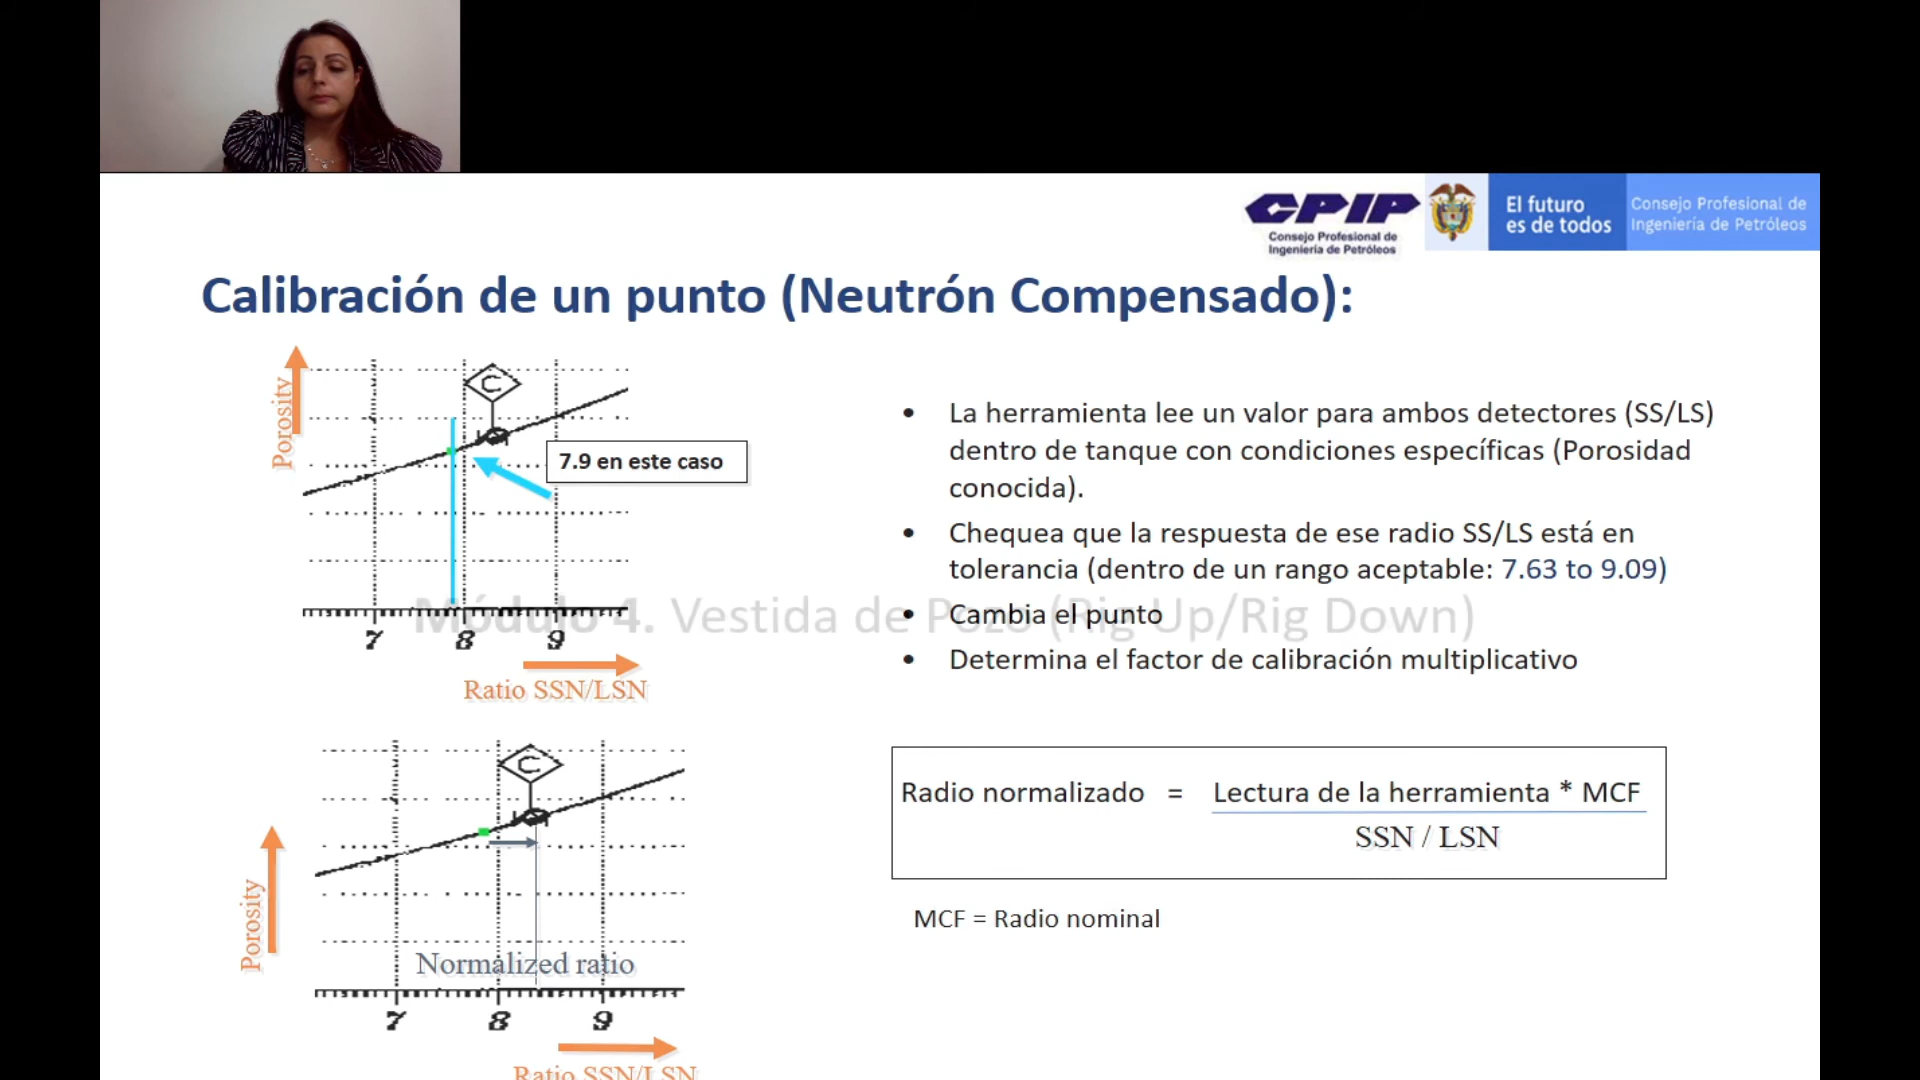 CPIP
Consejo Profesional de
Ingeniería de Petróleos
El futuro
es de todos
Consejo Profesional de
Ingeniería de Petróleos
Calibración de un punto (Neutrón Compensado):
Porosity
C
7.9 en este caso
7 8 9
Ratio SSN/LSN
• La herramienta lee un valor para ambos detectores (SS/LS)
dentro de tanque con condiciones específicas (Porosidad
conocida).
• Chequea que la respuesta de ese radio SS/LS está en
tolerancia (dentro de un rango aceptable: 7.63 to 9.09)
Módulo 4. Vestida de Pozo (Rig Up/Rig Down)
• Cambia el punto
• Determina el factor de calibración multiplicativo
C
Porosity
Normalized ratio
7 8 9
Ratio SSN/LSN
Radio normalizado = Lectura de la herramienta * MCF
SSN / LSN
MCF = Radio nominal